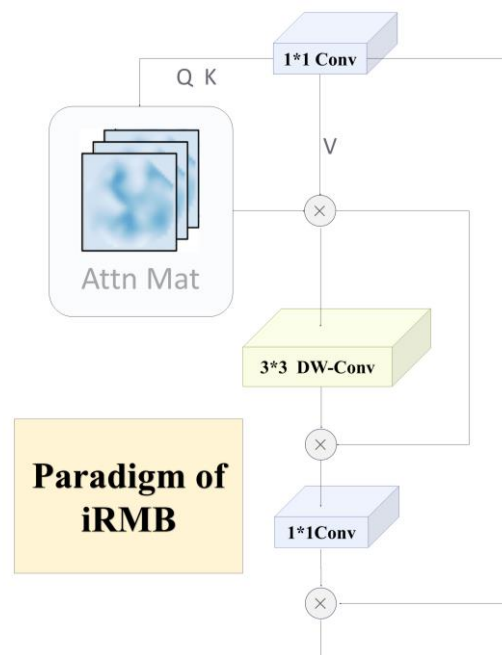 1*1 Conv
Q K
V
Attn Mat
3*3 DW-Conv
Paradigm of
iRMB
1*1Conv